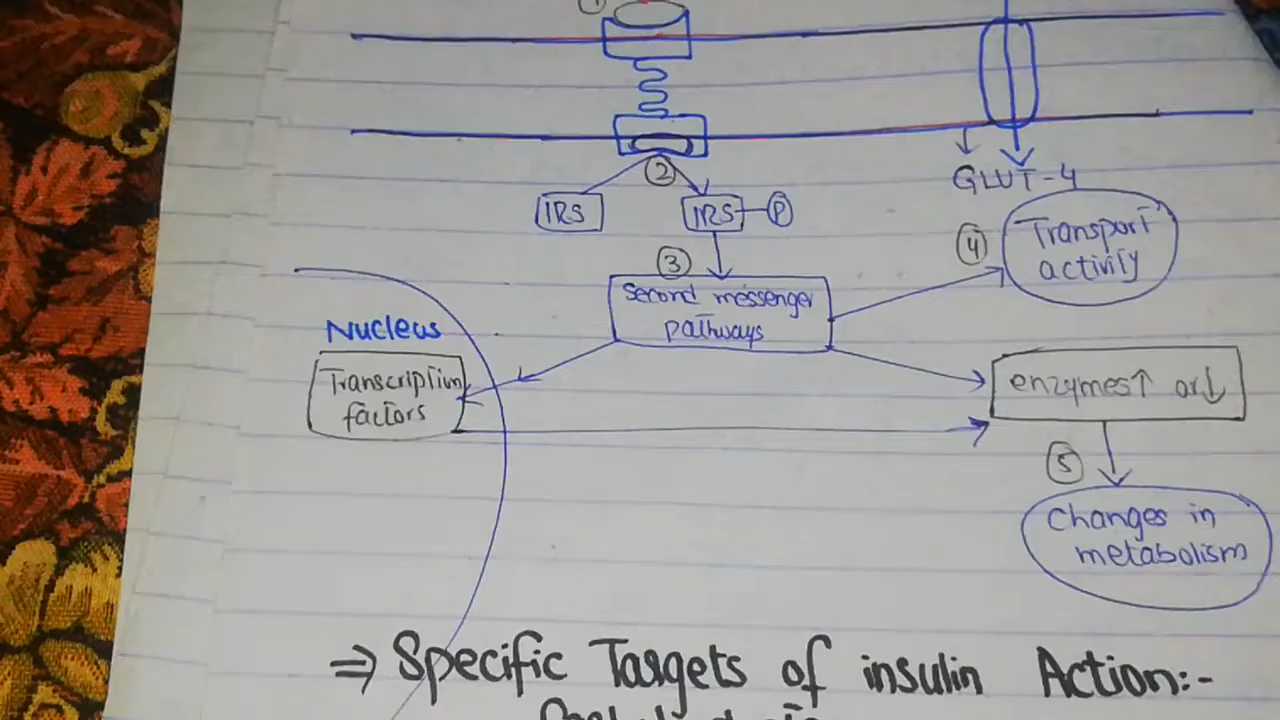 1
2
GLUT-4
IRS
IRS
P
4
Transport
activity
3
Second messenger
pathways
Nucleus
Transcription
factors
enzymes↑ or↓
5
Changes in
metabolism
⇒ Specific Targets of insulin Action:-